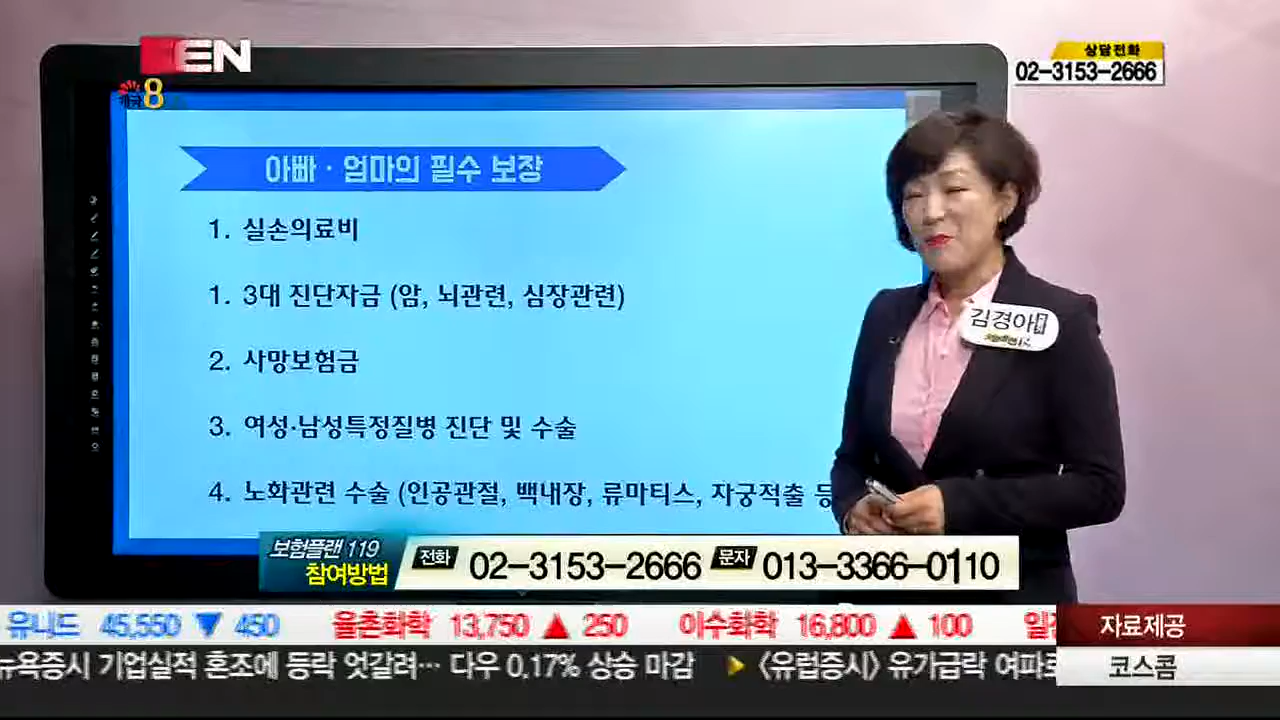 EN
8
상담전화
02-3153-2666
아빠·엄마의 필수 보장
1. 실손의료비
1. 3대 진단자금 (암, 뇌관련, 심장관련)
2. 사망보험금
3. 여성·남성특정질병 진단 및 수술
4. 노화관련 수술 (인공관절, 백내장, 류마티스, 자궁적출 등
김경아
보험플랜 119
참여방법
전화 02-3153-2666 문자 013-3366-0110
유니드 45,550 ▼ 450 율촌화학 13,750 ▲ 250 이수화학 16,800 ▲ 100
자료제공
뉴욕증시 기업실적 혼조에 등락 엇갈려… 다우 0.17% 상승 마감 ▶〈유럽증시〉 유가급락 여파로
코스콤